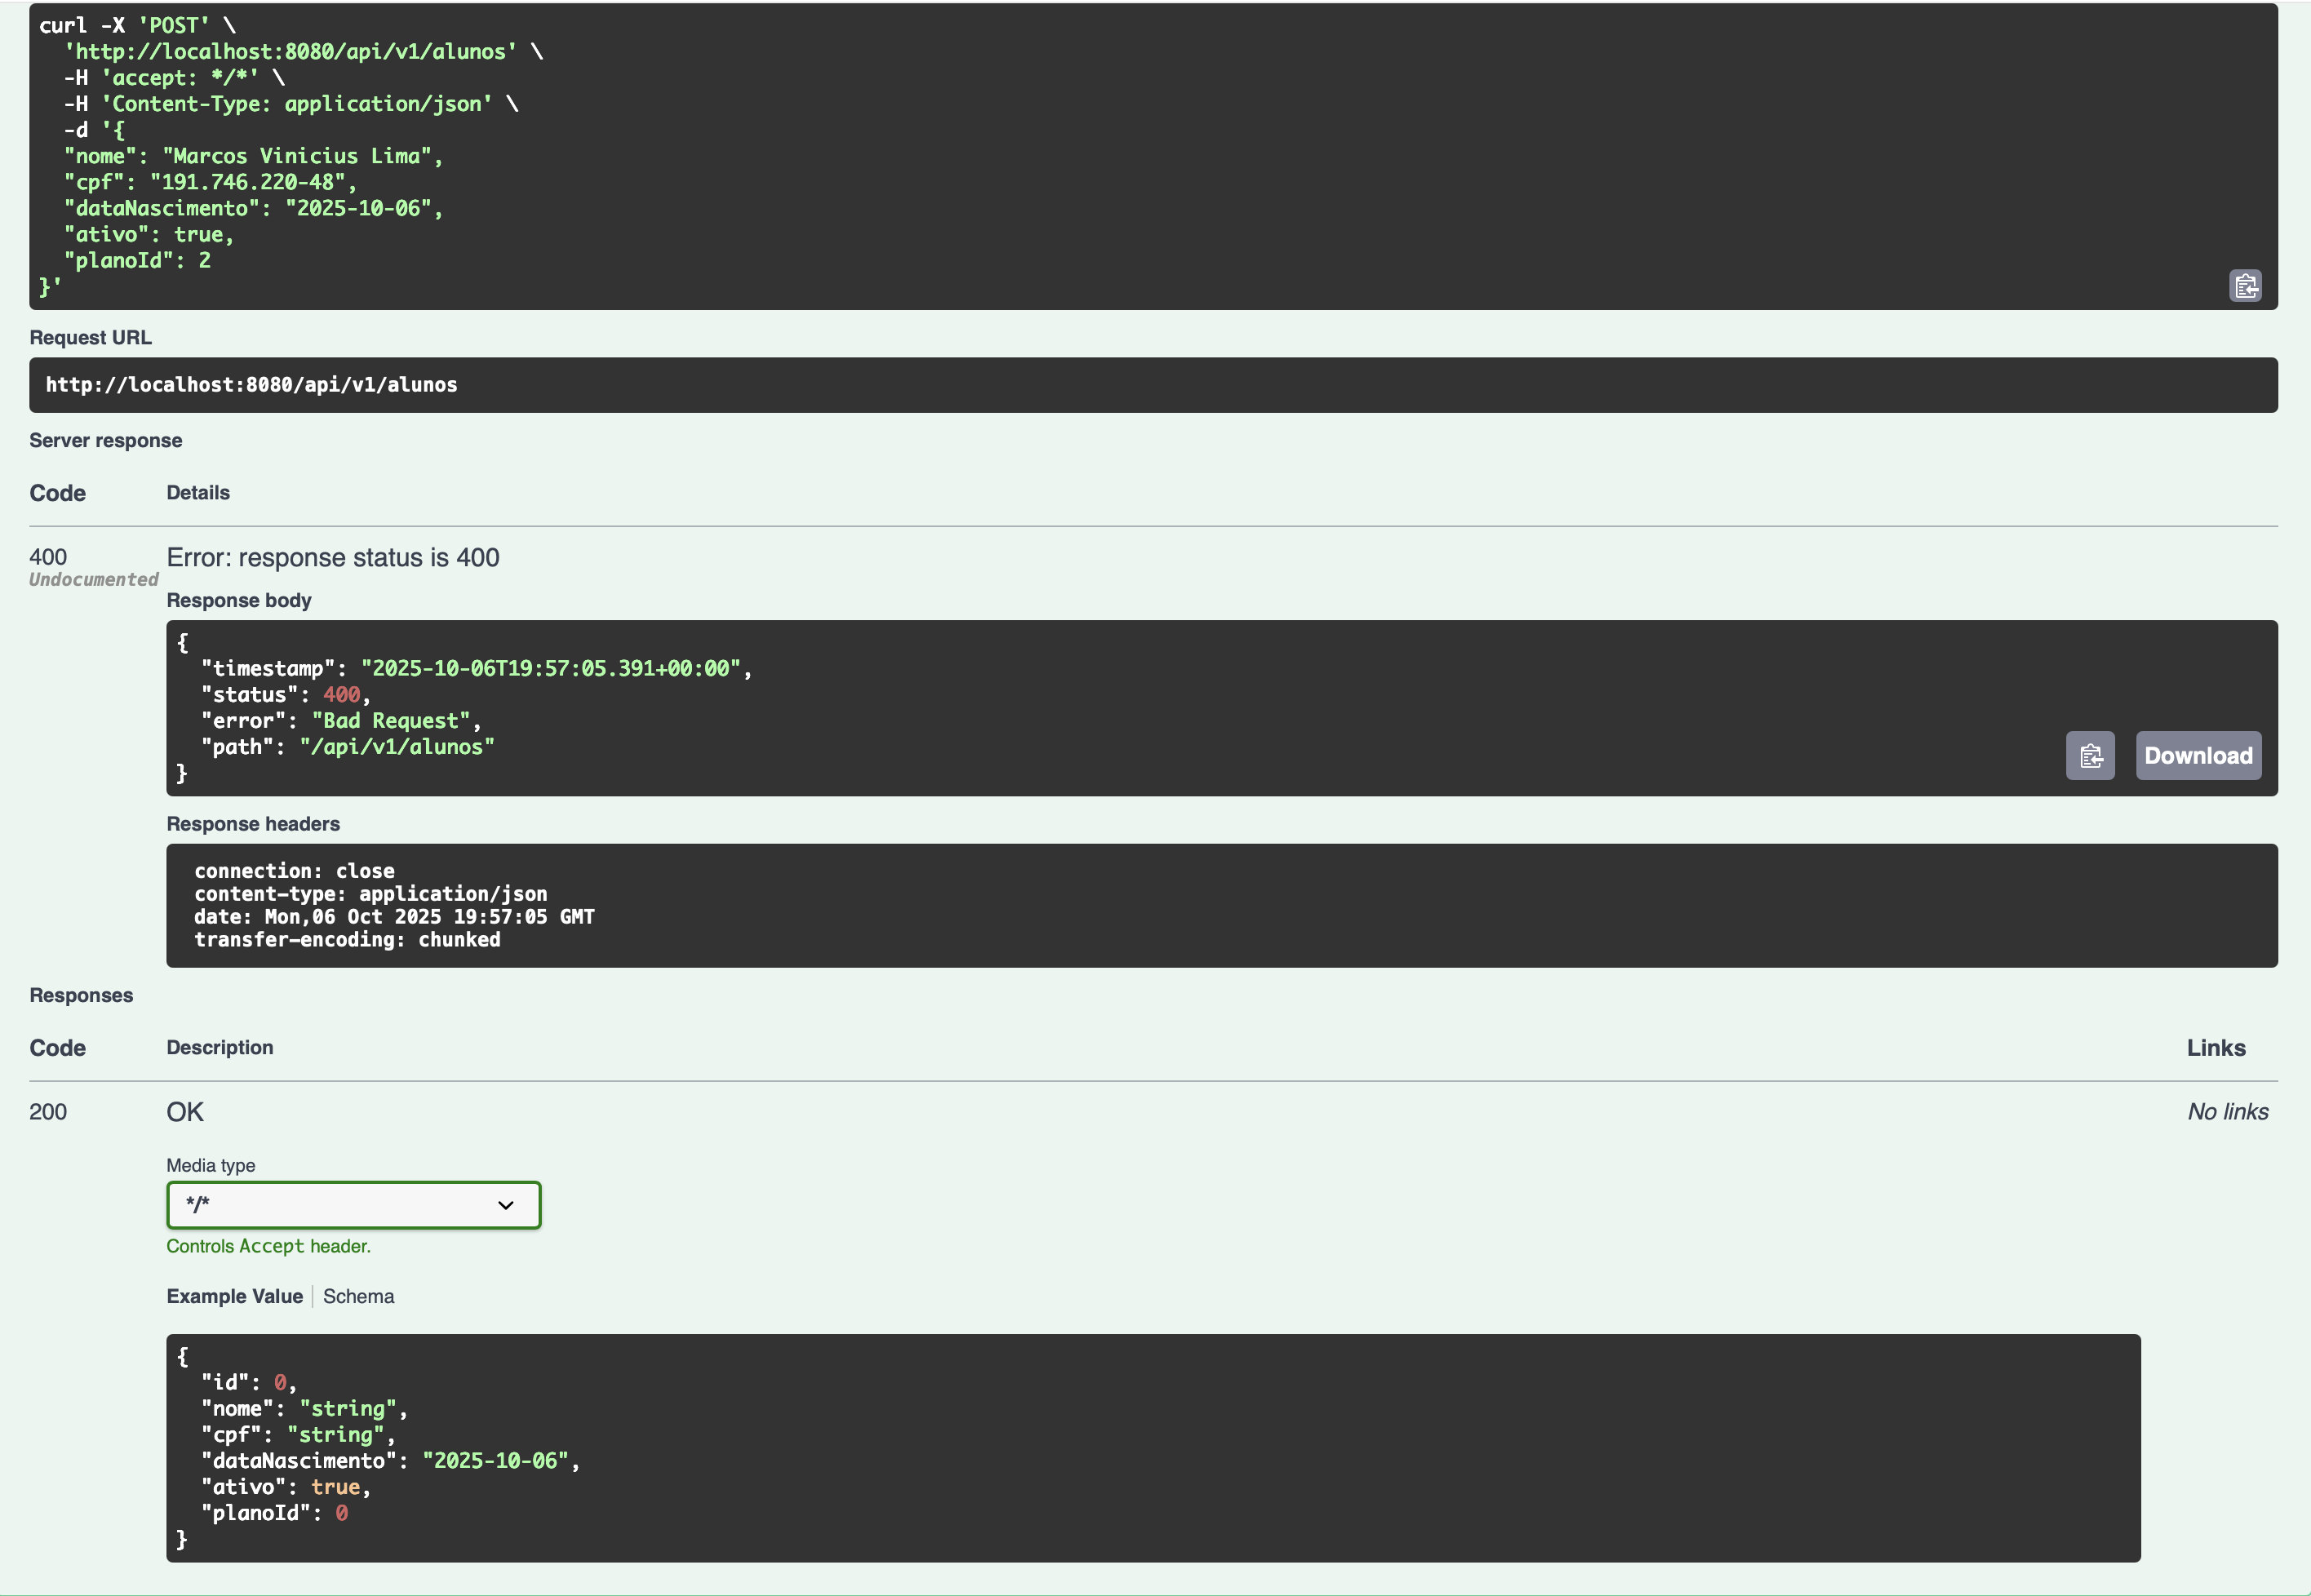 curl -X 'POST' \
'http://localhost:8080/api/v1/alunos' \
-H 'accept: */*' \
-H 'Content-Type: application/json' \
-d '{
"nome": "Marcos Vinicius Lima",
"cpf": "191.746.220-48",
"dataNascimento": "2025-10-06",
"ativo": true,
"planoId": 2
}'
Request URL
http://localhost:8080/api/v1/alunos
Server response
Code Details
400 Error: response status is 400
Undocumented
Response body
{
"timestamp": "2025-10-06T19:57:05.391+00:00",
"status": 400,
"error": "Bad Request",
"path": "/api/v1/alunos"
}
Download
Response headers
connection: close
content-type: application/json
date: Mon,06 Oct 2025 19:57:05 GMT
transfer-encoding: chunked
Responses
Code Description Links
200 OK No links
Media type
*/*
Controls Accept header.
Example Value Schema
{
"id": 0,
"nome": "string",
"cpf": "string",
"dataNascimento": "2025-10-06",
"ativo": true,
"planoId": 0
}